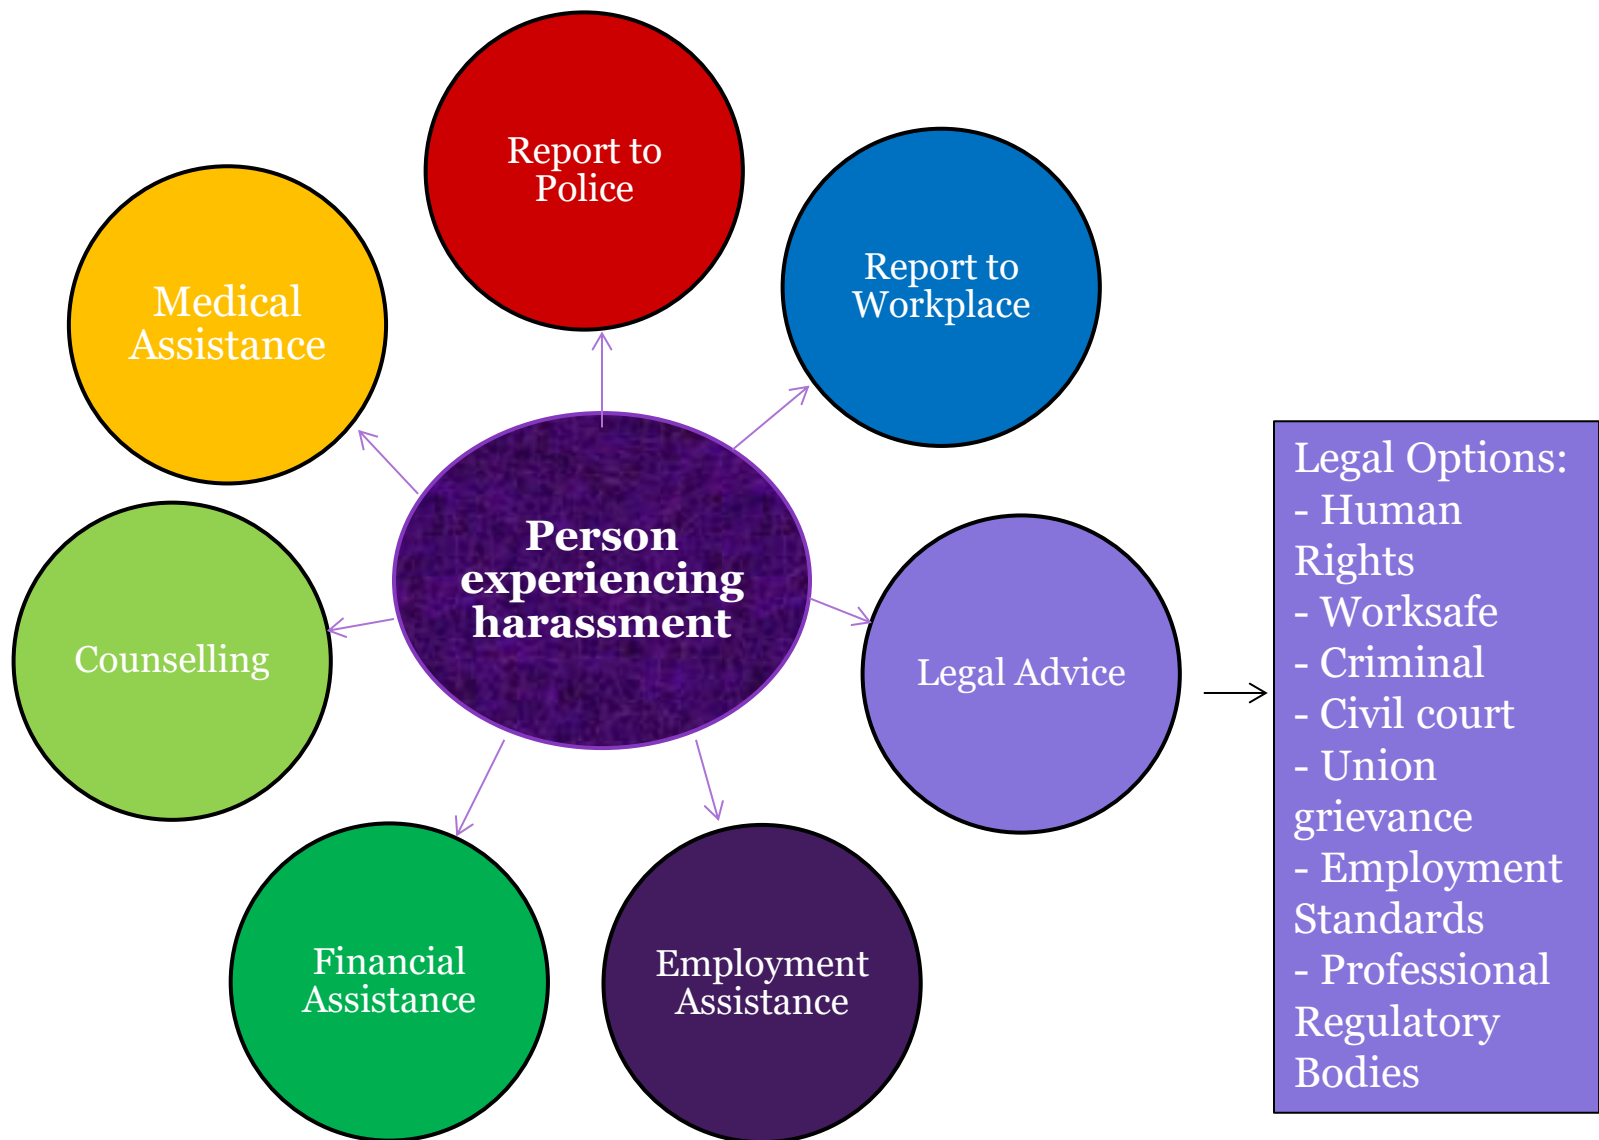 Report to
Police
Report to
Workplace
Medical
Assistance
Person
experiencing
harassment
Counselling
Legal Advice
Financial
Assistance
Employment
Assistance
Legal Options:
- Human
Rights
- Worksafe
- Criminal
- Civil court
- Union
grievance
- Employment
Standards
- Professional
Regulatory
Bodies